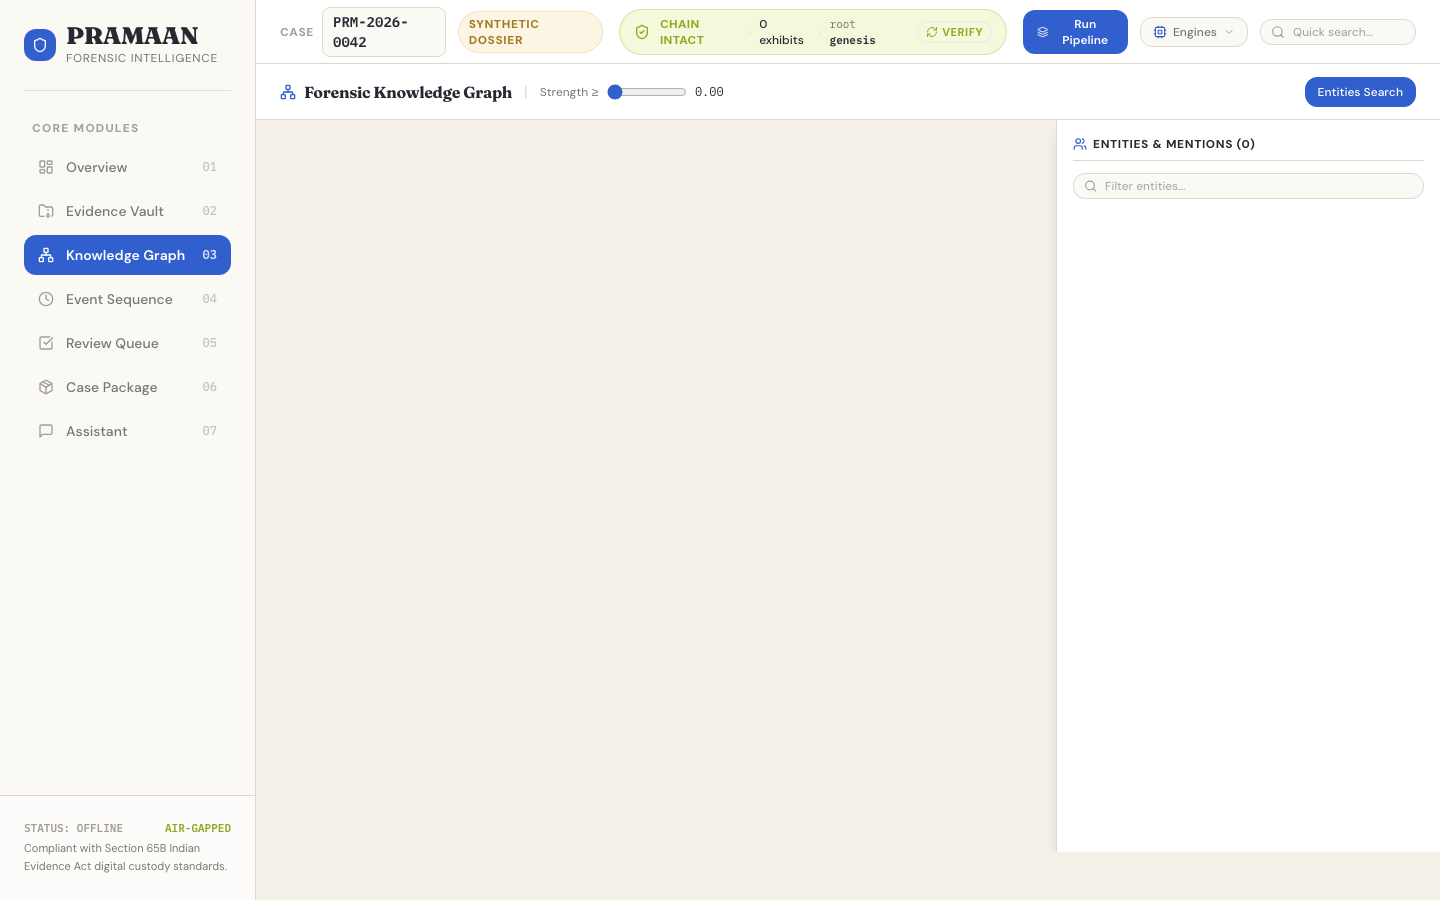 PRAMAAN
FORENSIC INTELLIGENCE
CORE MODULES
Overview 01
Evidence Vault 02
Knowledge Graph 03
Event Sequence 04
Review Queue 05
Case Package 06
Assistant 07
STATUS: OFFLINE AIR-GAPPED
Compliant with Section 65B Indian
Evidence Act digital custody standards.
CASE
PRM-2026-
0042
SYNTHETIC
DOSSIER
CHAIN
INTACT
·
0
exhibits
·
root
genesis
VERIFY
Run
Pipeline
Engines
Quick search...
Forensic Knowledge Graph
Strength ≥ 0.00
Entities Search
ENTITIES & MENTIONS (0)
Filter entities...